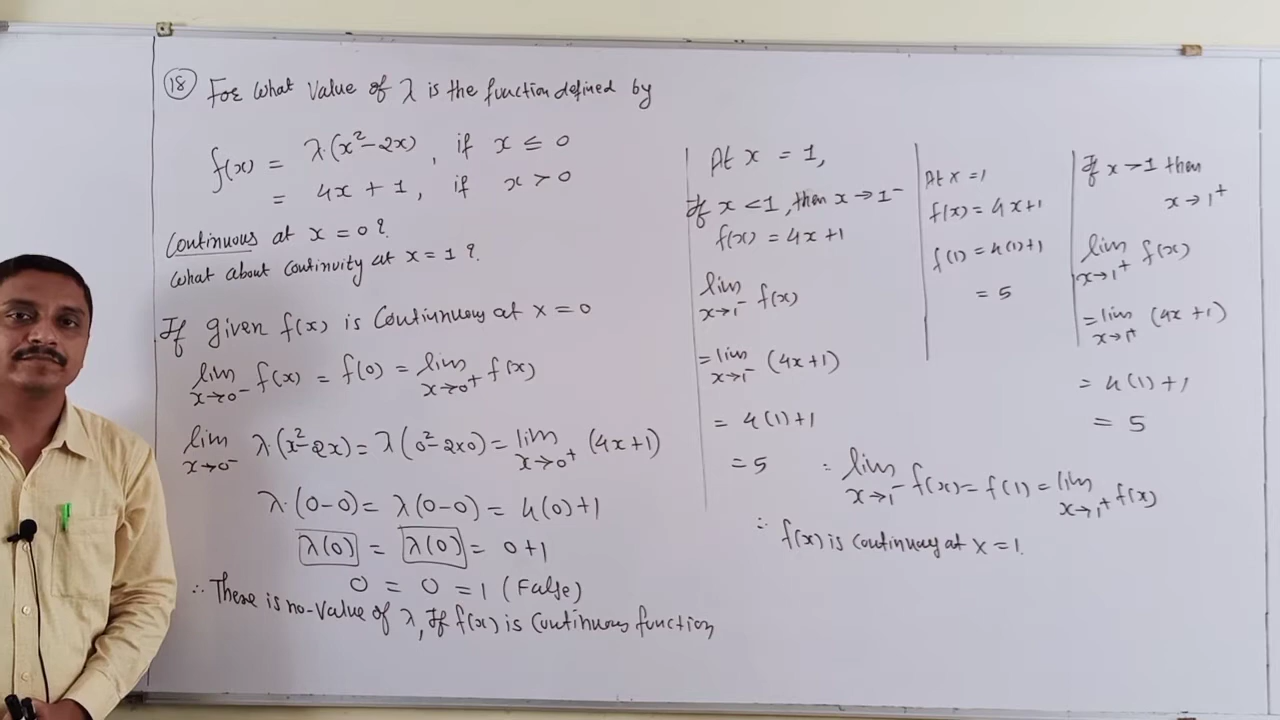 18 For what value of λ is the function defined by
f(x) = λ·(x²-2x), if x ≤ 0
= 4x + 1, if x > 0
Continuous at x = 0?
What about continuity at x = 1?
If given f(x) is Continuous at x = 0
lim x→0⁻ f(x) = f(0) = lim x→0⁺ f(x)
lim x→0⁻ λ(x²-2x) = λ(0²-2x0) = lim x→0⁺ (4x+1)
λ·(0-0) = λ(0-0) = 4(0)+1
λ(0) = λ(0) = 0+1
0 = 0 = 1 (False)
∴ There is no-value of λ, If f(x) is continuous function
At x = 1,
If x < 1, then x → 1⁻
f(x) = 4x+1
lim x→1⁻ f(x)
= lim x→1⁻ (4x+1)
= 4(1)+1
= 5
At x = 1
f(x) = 4x+1
f(1) = 4(1)+1
= 5
If x > 1 then
x → 1⁺
lim x→1⁺ f(x)
= lim x→1⁺ (4x+1)
= 4(1)+1
= 5
∴ lim x→1⁻ f(x) = f(1) = lim x→1⁺ f(x)
∴ f(x) is continuous at x = 1.